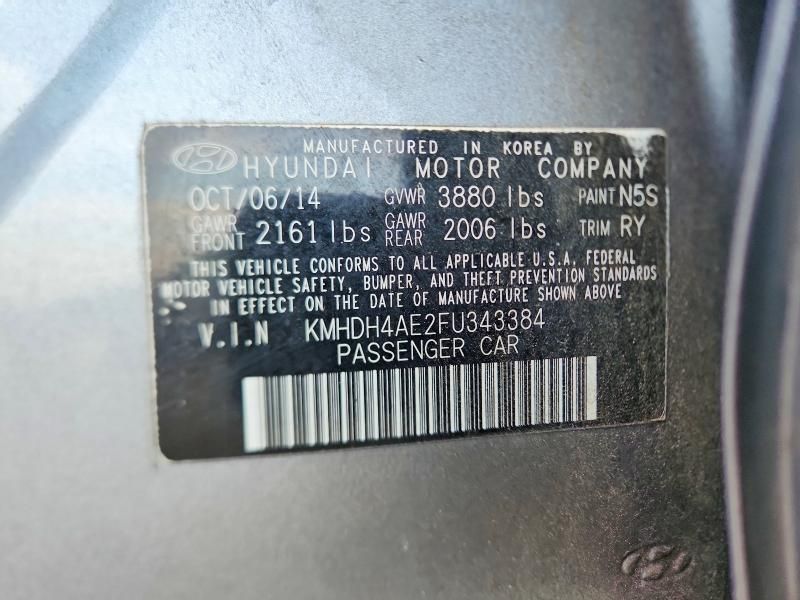 MANUFACTURED IN KOREA BY
HYUNDAI MOTOR COMPANY
OCT/06/14 GVWR 3880 lbs PAINT N5S
GAWR FRONT 2161 lbs GAWR REAR 2006 lbs TRIM RY
THIS VEHICLE CONFORMS TO ALL APPLICABLE U.S.A. FEDERAL
MOTOR VEHICLE SAFETY, BUMPER, AND THEFT PREVENTION STANDARDS
IN EFFECT ON THE DATE OF MANUFACTURE SHOWN ABOVE
V.I.N KMHDH4AE2FU343384
PASSENGER CAR